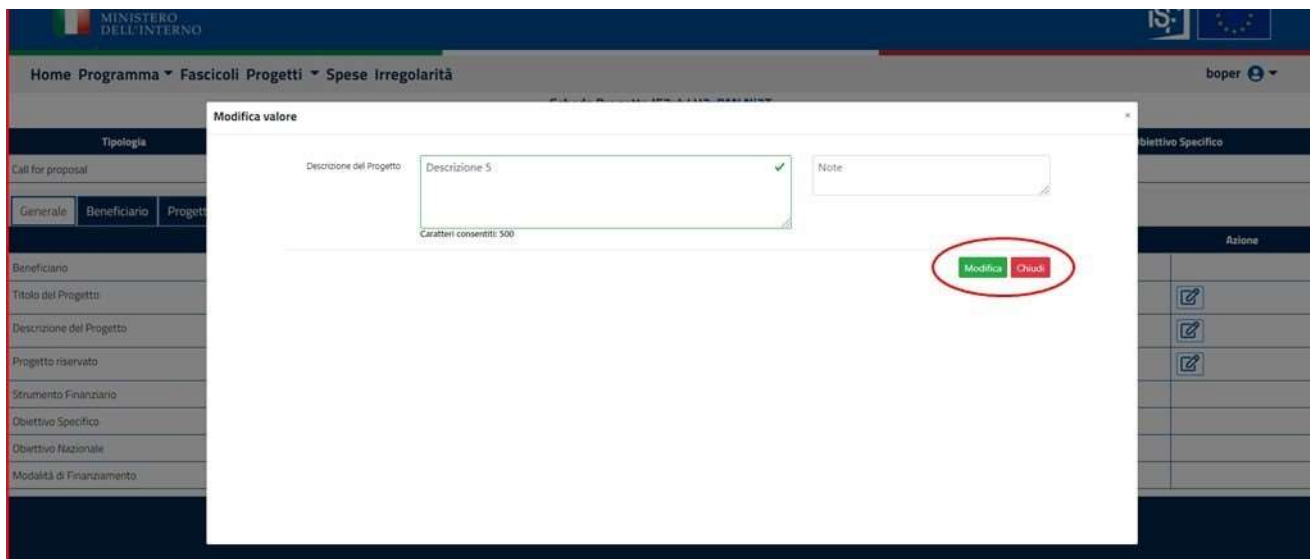 MINISTERO
DELL'INTERNO
Home Programma Fascicoli Progetti Spese Irregolarità
boper
Modifica valore
×
Tipologia
Obiettivo Specifico
Call for proposal
Descrizione del Progetto
Descrizione 5
Note
Caratteri consentiti: 500
Generale Beneficiario Progett
Azione
Modifica Chiudi
Beneficiario
Titolo del Progetto
Descrizione del Progetto
Progetto riservato
Strumento Finanziario
Obiettivo Specifico
Obiettivo Nazionale
Modalità di Finanziamento